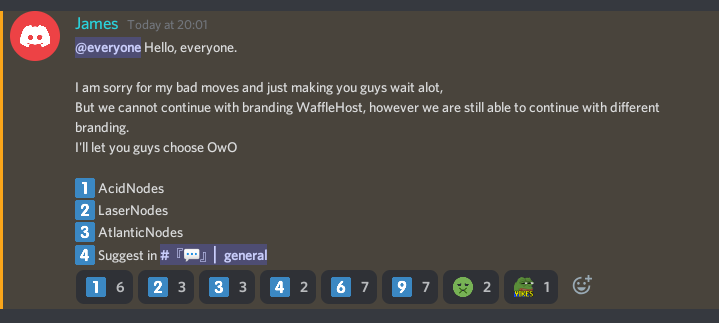 James Today at 20:01
@everyone Hello, everyone.
I am sorry for my bad moves and just making you guys wait alot,
But we cannot continue with branding WaffleHost, however we are still able to continue with different
branding.
I'll let you guys choose OwO
1 AcidNodes
2 LaserNodes
3 AtlanticNodes
4 Suggest in #『💬』| general
1 6 2 3 3 3 4 2 6 7 9 7 2 YIKES 1